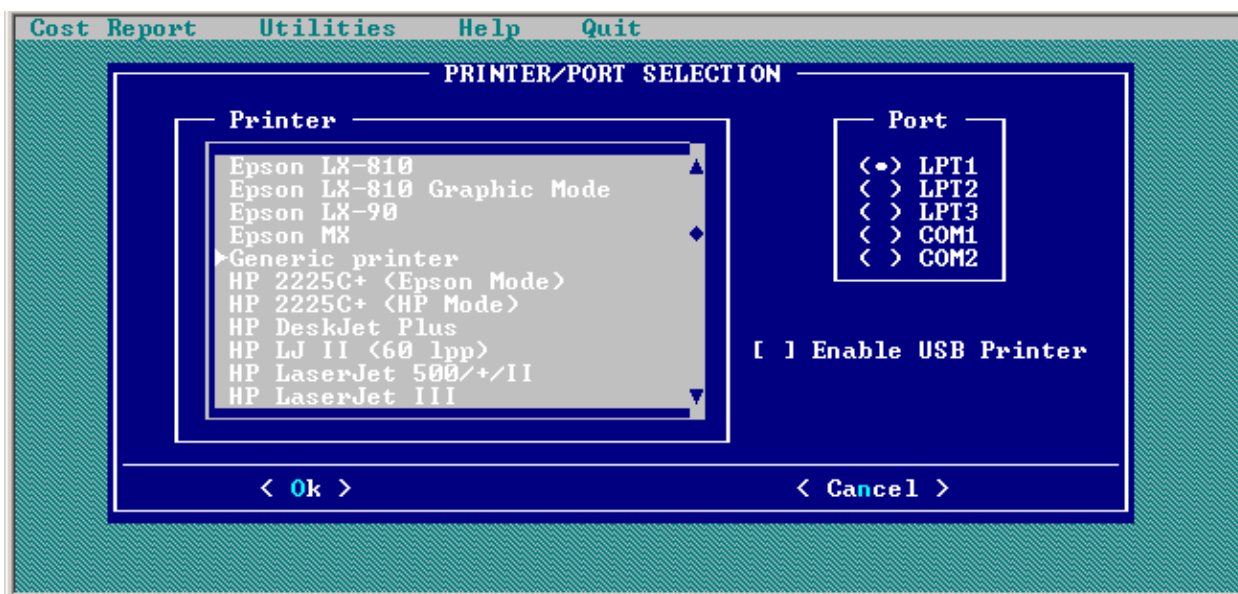 Cost Report Utilities Help Quit
PRINTER/PORT SELECTION
Printer
Epson LX-810
Epson LX-810 Graphic Mode
Epson LX-90
Epson MX
Generic printer
HP 2225C+ (Epson Mode)
HP 2225C+ (HP Mode)
HP DeskJet Plus
HP LJ II (60 lpp)
HP LaserJet 500/+/II
HP LaserJet III
Port
(•) LPT1
( ) LPT2
( ) LPT3
( ) COM1
( ) COM2
[ ] Enable USB Printer
< Ok > < Cancel >